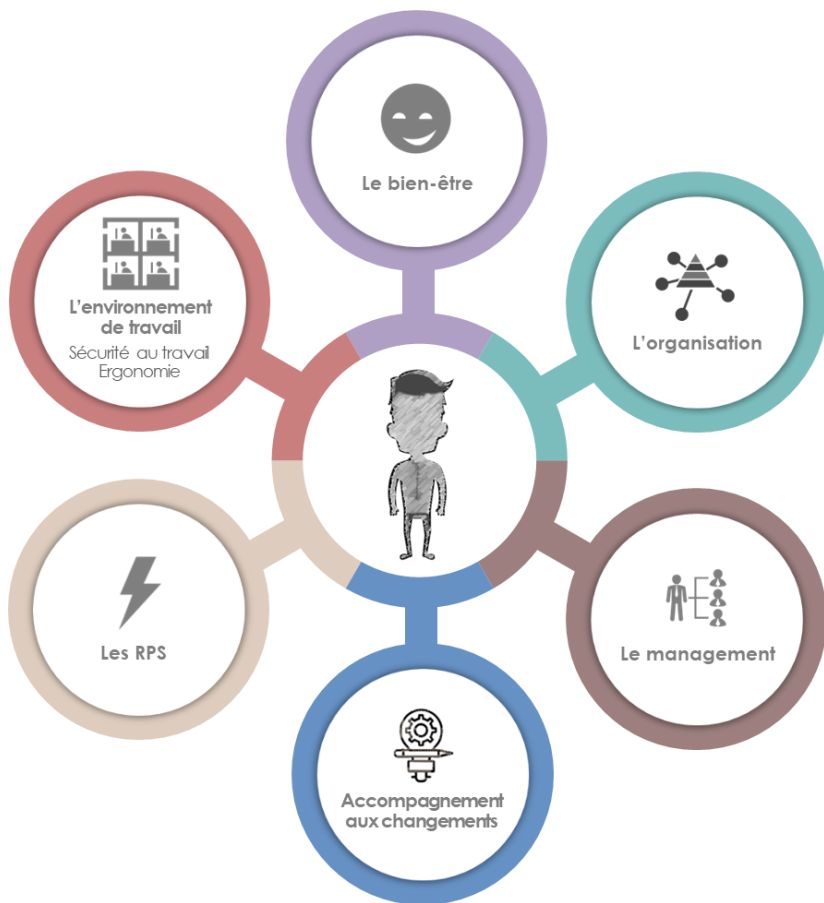 Le bien-être
L'environnement
de travail
Sécurité au travail
Ergonomie
L'organisation
Les RPS
Le management
Accompagnement
aux changements